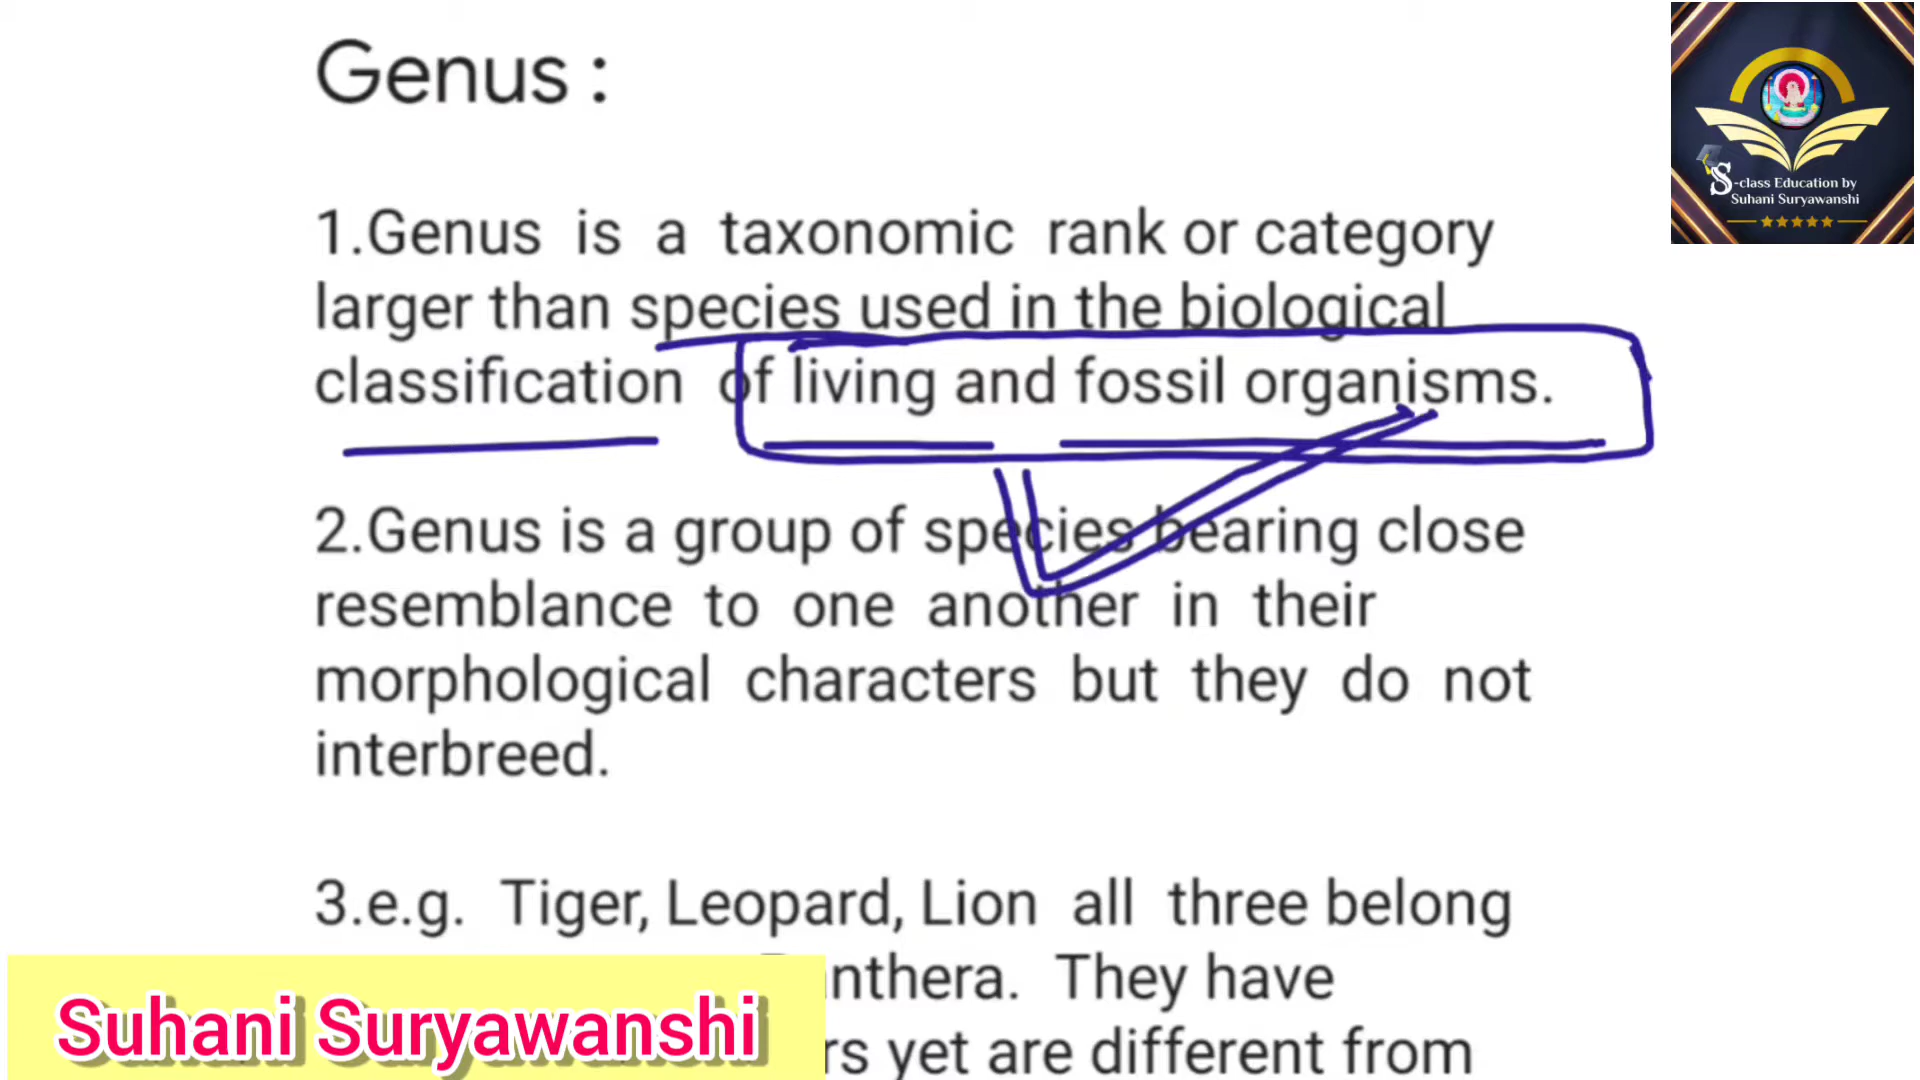 Genus :
1.Genus is a taxonomic rank or category
larger than species used in the biological
classification of living and fossil organisms.
2.Genus is a group of species bearing close
resemblance to one another in their
morphological characters but they do not
interbreed.
3.e.g. Tiger, Leopard, Lion all three belong
anthera. They have
rs yet are different from
Suhani Suryawanshi
S-class Education by
Suhani Suryawanshi